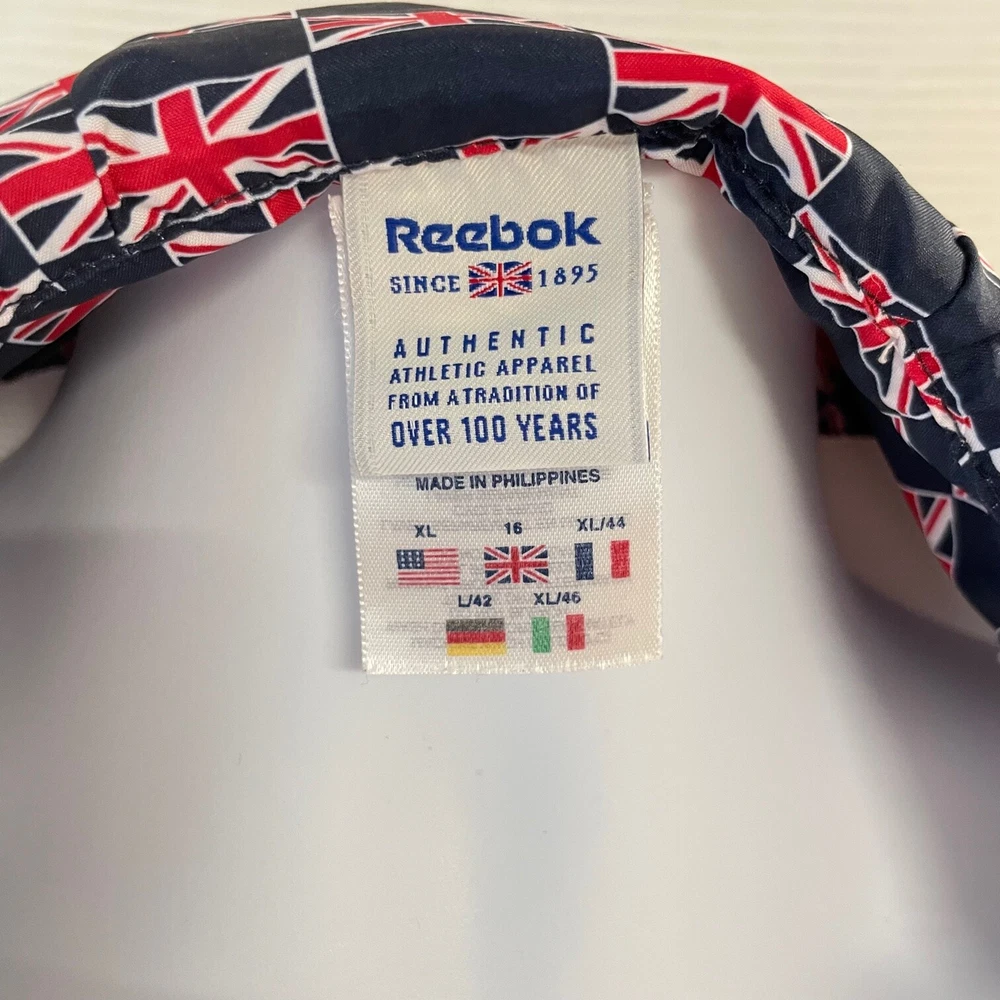 Reebok
SINCE 1895
AUTHENTIC
ATHLETIC APPAREL
FROM A TRADITION OF
OVER 100 YEARS
MADE IN PHILIPPINES
XL 16 XL/44
L/42 XL/46